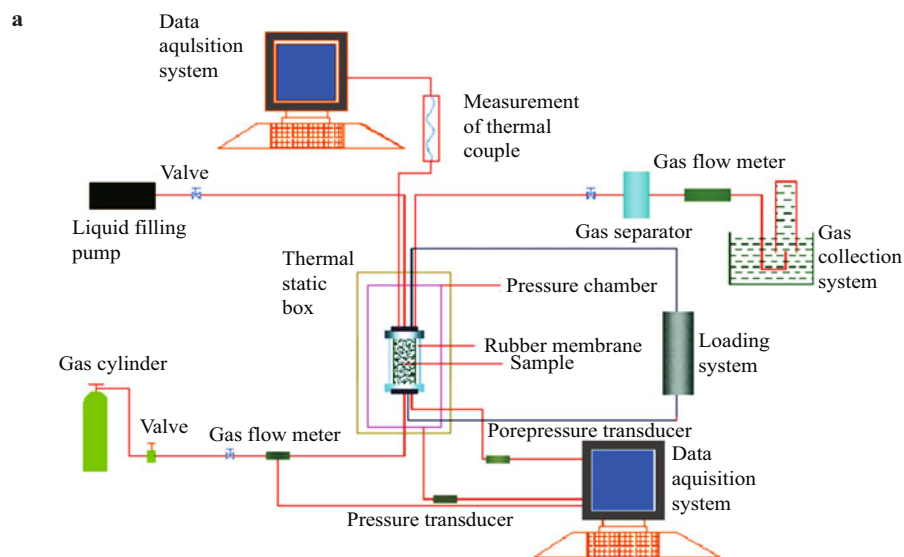 a
Data
aqulsition
system
Measurement
of thermal
couple
Valve
Liquid filling
pump
Gas flow meter
Gas separator
Gas
collection
system
Thermal
static
box
Pressure chamber
Rubber membrane
Sample
Loading
system
Gas cylinder
Valve
Gas flow meter
Porepressure transducer
Pressure transducer
Data
aquisition
system